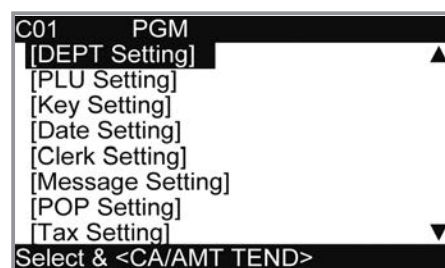 C01 PGM
[DEPT Setting]
[PLU Setting]
[Key Setting]
[Date Setting]
[Clerk Setting]
[Message Setting]
[POP Setting]
[Tax Setting]
Select & <CA/AMT TEND>